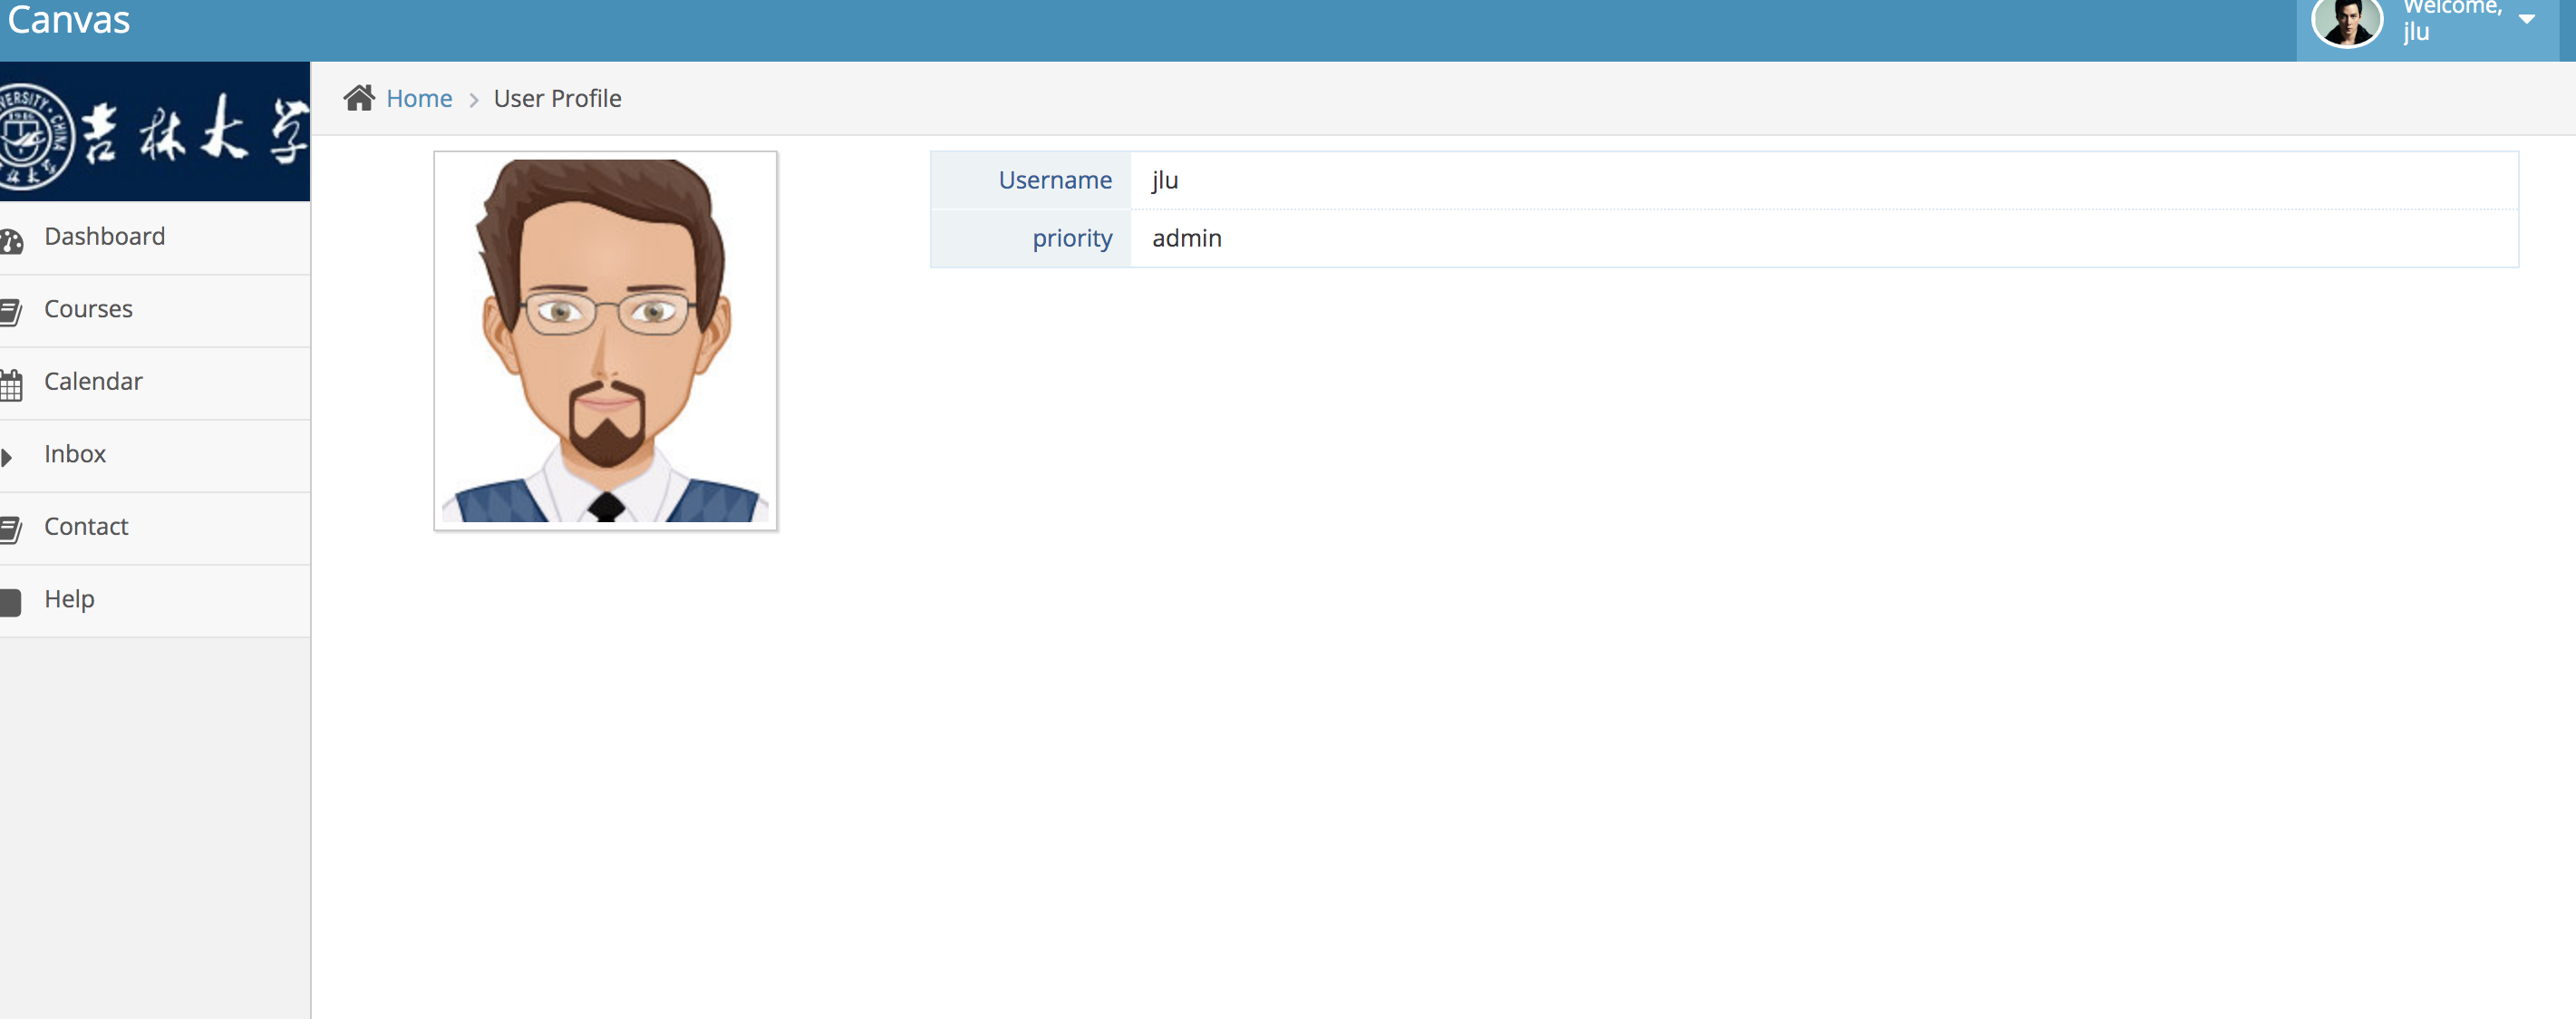 Canvas
Welcome,
jlu
吉林大学
Home > User Profile
Username jlu
priority admin
Dashboard
Courses
Calendar
Inbox
Contact
Help